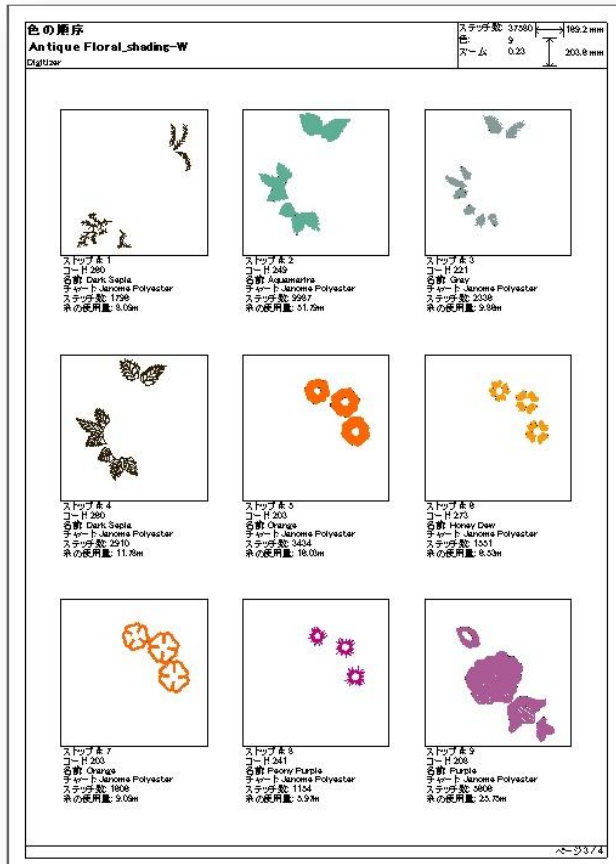 色の順序
Antique Floral_shading-W
Digitizer
ステッチ数: 37580
189.2 mm
色: 9
ズーム: 0.23
203.8 mm
ストップ #: 1
コード: 280
名前: Dark Sepia
チャート: Janome Polyester
ステッチ数: 1798
糸の使用量: 8.09m
ストップ #: 2
コード: 249
名前: Aquamarine
チャート: Janome Polyester
ステッチ数: 9987
糸の使用量: 51.79m
ストップ #: 3
コード: 221
名前: Gray
チャート: Janome Polyester
ステッチ数: 2338
糸の使用量: 9.88m
ストップ #: 4
コード: 280
名前: Dark Sepia
チャート: Janome Polyester
ステッチ数: 2910
糸の使用量: 11.78m
ストップ #: 5
コード: 203
名前: Orange
チャート: Janome Polyester
ステッチ数: 3434
糸の使用量: 18.03m
ストップ #: 6
コード: 273
名前: Honey Dew
チャート: Janome Polyester
ステッチ数: 1551
糸の使用量: 8.53m
ストップ #: 7
コード: 203
名前: Orange
チャート: Janome Polyester
ステッチ数: 1808
糸の使用量: 9.09m
ストップ #: 8
コード: 241
名前: Peony Purple
チャート: Janome Polyester
ステッチ数: 1154
糸の使用量: 5.97m
ストップ #: 9
コード: 208
名前: Purple
チャート: Janome Polyester
ステッチ数: 5808
糸の使用量: 25.75m
ページ 3 / 4